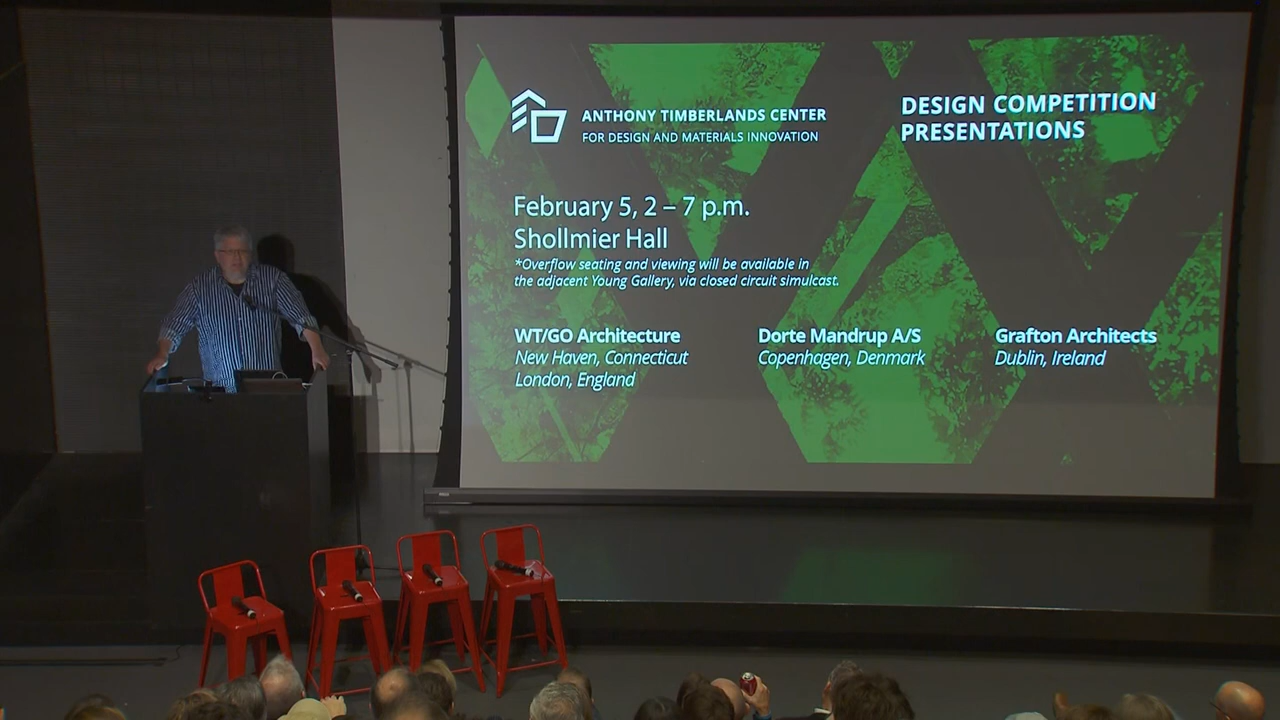 ANTHONY TIMBERLANDS CENTER
FOR DESIGN AND MATERIALS INNOVATION
DESIGN COMPETITION
PRESENTATIONS
February 5, 2 – 7 p.m.
Shollmier Hall
*Overflow seating and viewing will be available in
the adjacent Young Gallery, via closed circuit simulcast.
WT/GO Architecture
New Haven, Connecticut
London, England
Dorte Mandrup A/S
Copenhagen, Denmark
Grafton Architects
Dublin, Ireland